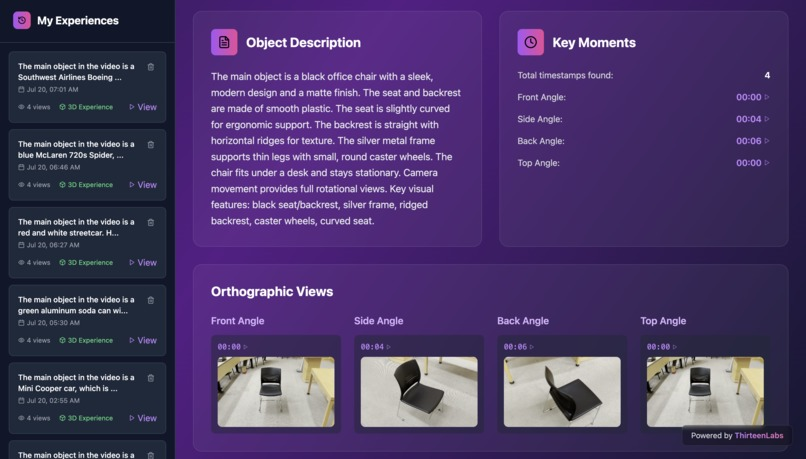 My Experiences
The main object in the video is a
Southwest Airlines Boeing ...
Jul 20, 07:01 AM
4 views 3D Experience View
The main object in the video is a
blue McLaren 720s Spider, ...
Jul 20, 06:46 AM
4 views 3D Experience View
The main object in the video is a
red and white streetcar. H...
Jul 20, 06:27 AM
4 views 3D Experience View
The main object in the video is a
green aluminum soda can wi...
Jul 20, 05:30 AM
4 views 3D Experience View
The main object in the video is a
Mini Cooper car, which is ...
Jul 20, 02:55 AM
4 views 3D Experience View
The main object in the video is a
Object Description
The main object is a black office chair with a sleek,
modern design and a matte finish. The seat and backrest
are made of smooth plastic. The seat is slightly curved
for ergonomic support. The backrest is straight with
horizontal ridges for texture. The silver metal frame
supports thin legs with small, round caster wheels. The
chair fits under a desk and stays stationary. Camera
movement provides full rotational views. Key visual
features: black seat/backrest, silver frame, ridged
backrest, caster wheels, curved seat.
Key Moments
Total timestamps found: 4
Front Angle: 00:00
Side Angle: 00:04
Back Angle: 00:06
Top Angle: 00:00
Orthographic Views
Front Angle Side Angle Back Angle Top Angle
00:00 00:04 00:06 00:00
Powered by ThirteenLabs